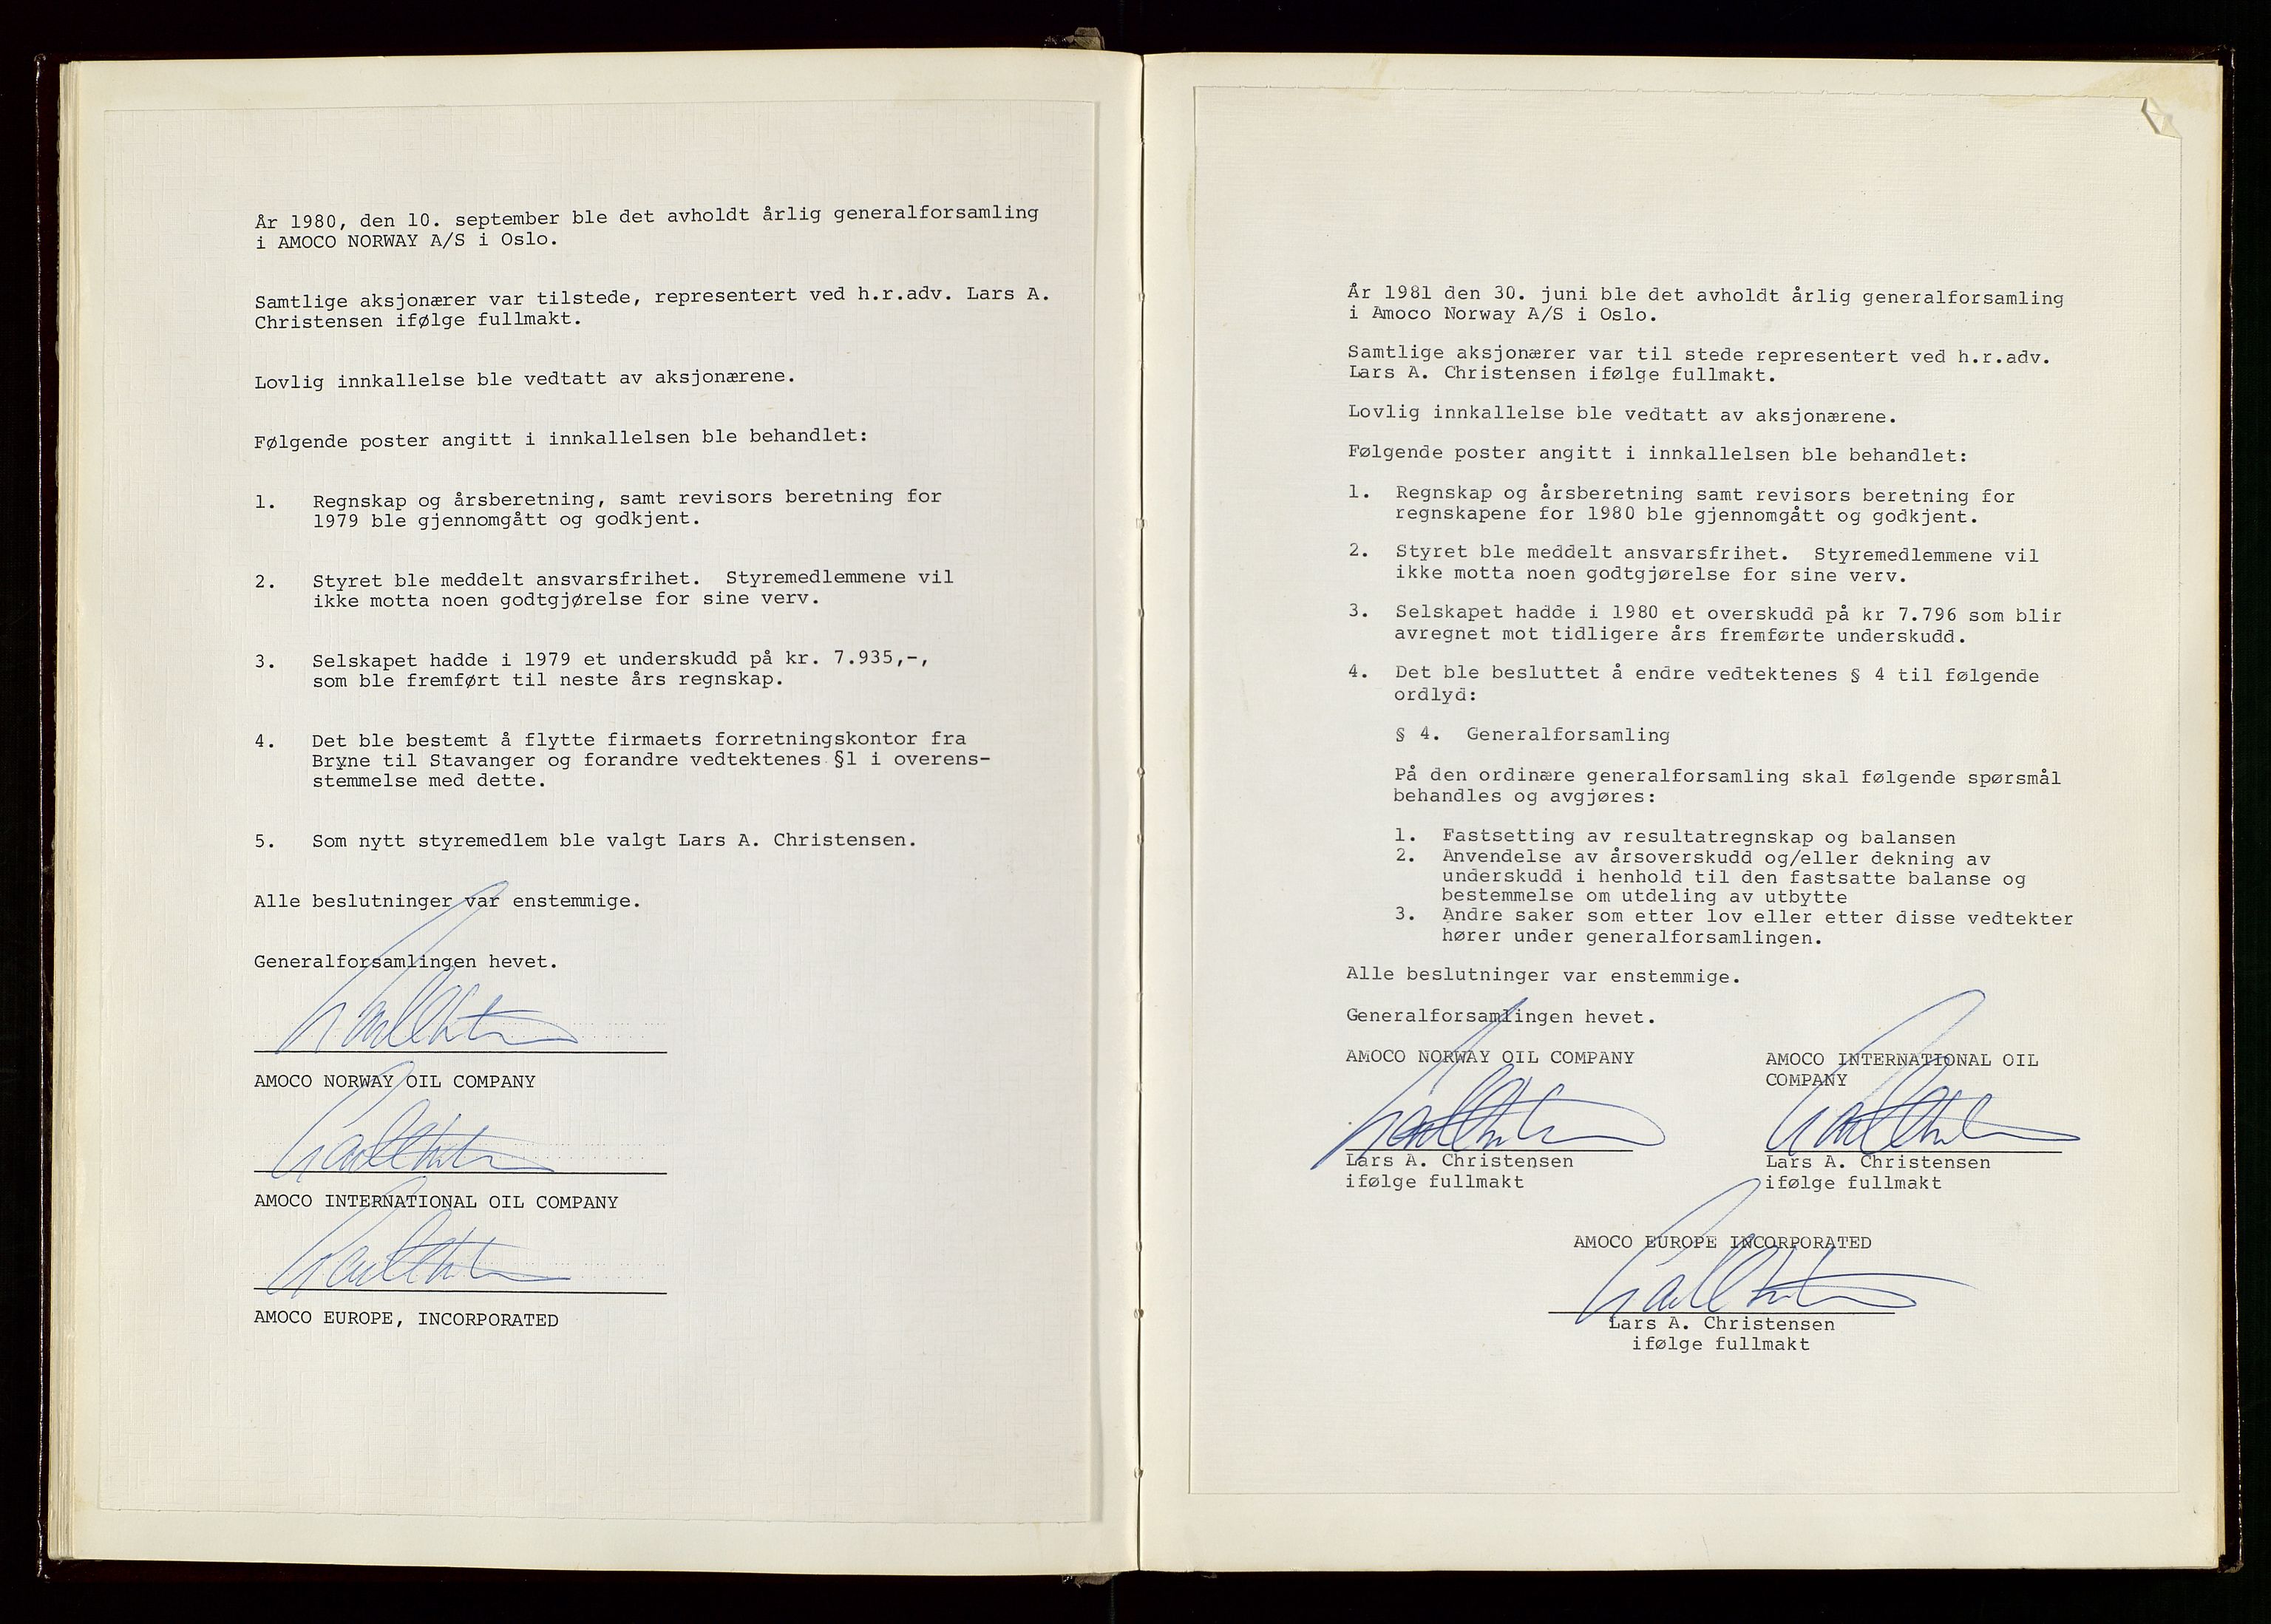 År 1980, den 10. september ble det avholdt årlig generalforsamling
i AMOCO NORWAY A/S i Oslo.
Samtlige aksjonærer var tilstede, representert ved h.r.adv. Lars A.
Christensen ifølge fullmakt.
Lovlig innkallelse ble vedtatt av aksjonærene.
Følgende poster angitt i innkallelsen ble behandlet:
1. Regnskap og årsberetning, samt revisors beretning for
1979 ble gjennomgått og godkjent.
2. Styret ble meddelt ansvarsfrihet. Styremedlemmene vil
ikke motta noen godtgjørelse for sine verv.
3. Selskapet hadde i 1979 et underskudd på kr. 7.935,-,
som ble fremført til neste års regnskap.
4. Det ble bestemt å flytte firmaets forretningskontor fra
Bryne til Stavanger og forandre vedtektenes §1 i overens-
stemmelse med dette.
5. Som nytt styremedlem ble valgt Lars A. Christensen.
Alle beslutninger var enstemmige.
Generalforsamlingen hevet.
AMOCO NORWAY OIL COMPANY
AMOCO INTERNATIONAL OIL COMPANY
AMOCO EUROPE, INCORPORATED
År 1981 den 30. juni ble det avholdt årlig generalforsamling
i Amoco Norway A/S i Oslo.
Samtlige aksjonærer var til stede representert ved h.r.adv.
Lars A. Christensen ifølge fullmakt.
Lovlig innkallelse ble vedtatt av aksjonærene.
Følgende poster angitt i innkallelsen ble behandlet:
1. Regnskap og årsberetning samt revisors beretning for
regnskapene for 1980 ble gjennomgått og godkjent.
2. Styret ble meddelt ansvarsfrihet. Styremedlemmene vil
ikke motta noen godtgjørelse for sine verv.
3. Selskapet hadde i 1980 et overskudd på kr 7.796 som blir
avregnet mot tidligere års fremførte underskudd.
4. Det ble besluttet å endre vedtektenes § 4 til følgende
ordlyd:
§ 4. Generalforsamling
På den ordinære generalforsamling skal følgende spørsmål
behandles og avgjøres:
1. Fastsetting av resultatregnskap og balansen
2. Anvendelse av årsoverskudd og/eller dekning av
underskudd i henhold til den fastsatte balanse og
bestemmelse om utdeling av utbytte
3. Andre saker som etter lov eller etter disse vedtekter
hører under generalforsamlingen.
Alle beslutninger var enstemmige.
Generalforsamlingen hevet.
AMOCO NORWAY OIL COMPANY
Lars A. Christensen
ifølge fullmakt
AMOCO INTERNATIONAL OIL
COMPANY
Lars A. Christensen
ifølge fullmakt
AMOCO EUROPE INCORPORATED
Lars A. Christensen
ifølge fullmakt